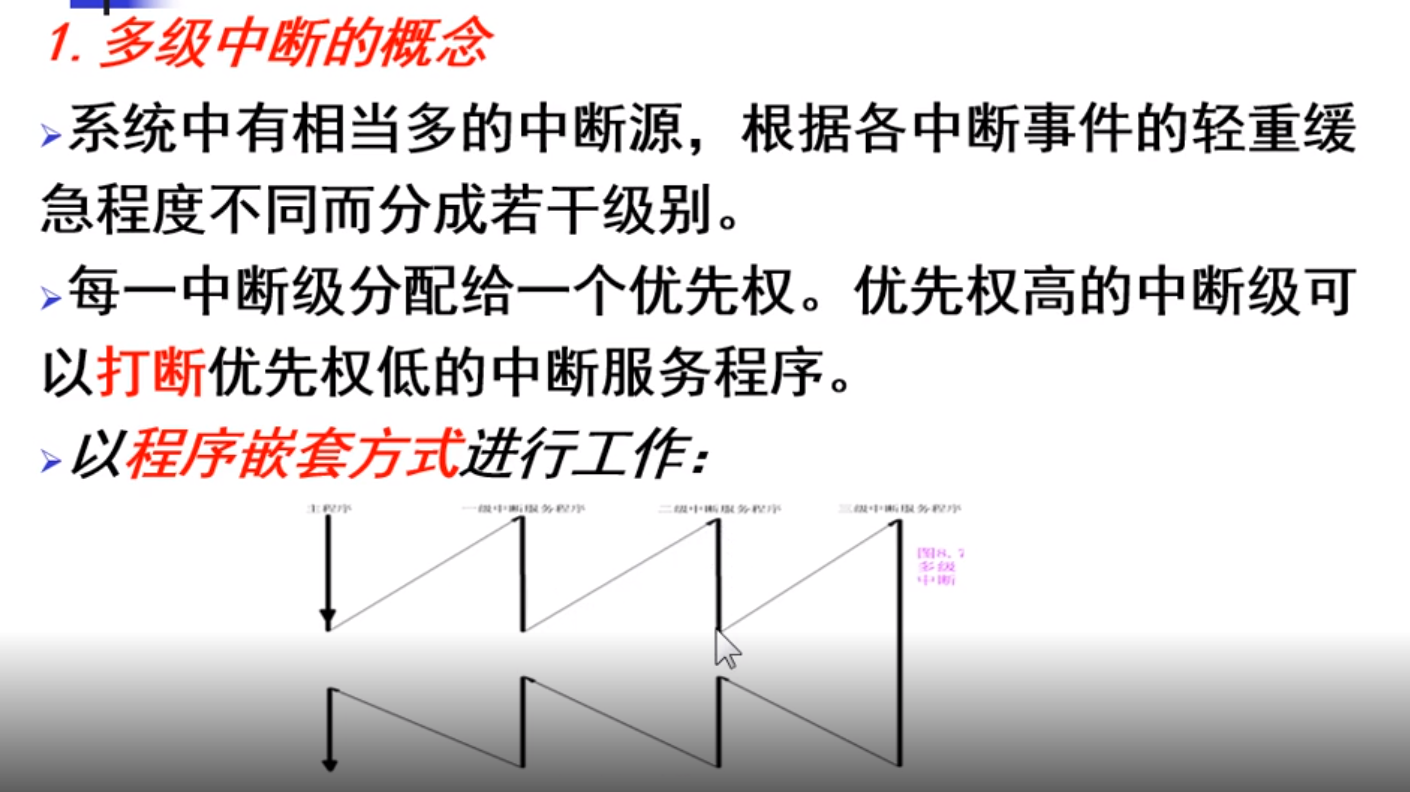 1. 多级中断的概念
系统中有相当多的中断源，根据各中断事件的轻重缓
急程度不同而分成若干级别。
每一中断级分配给一个优先权。优先权高的中断级可
以打断优先权低的中断服务程序。
以程序嵌套方式进行工作：
主程序 一级中断服务程序 二级中断服务程序 三级中断服务程序
图8.7
多级
中断